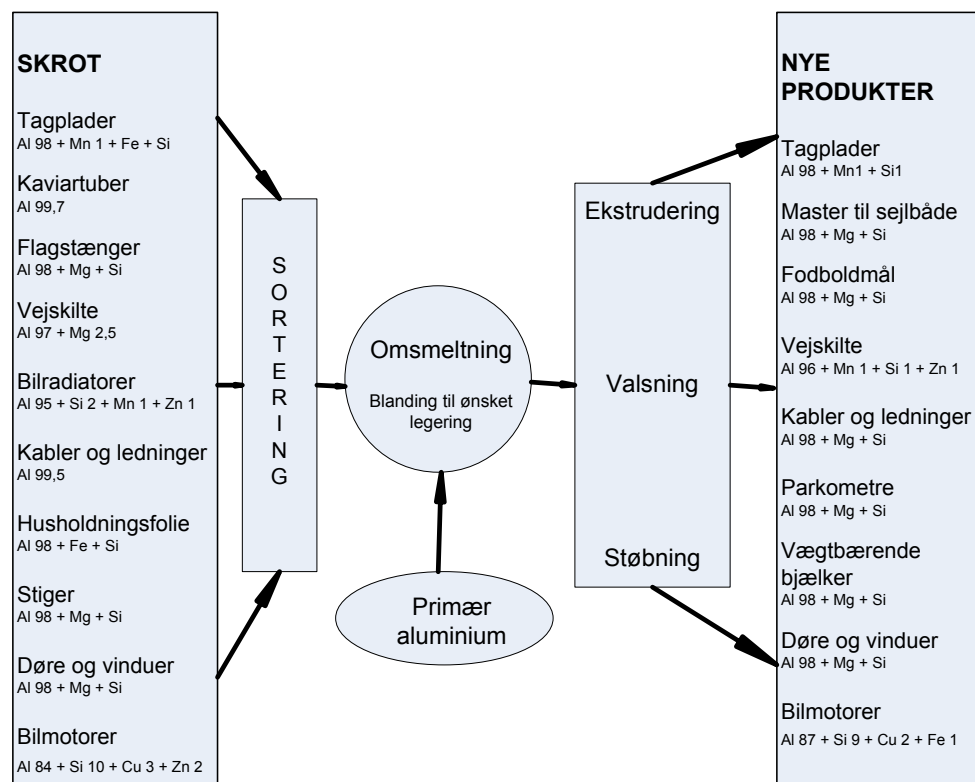 SKROT
Tagplader
Al 98 + Mn 1 + Fe + Si
Kaviartuber
Al 99,7
Flagstænger
Al 98 + Mg + Si
Vejskilte
Al 97 + Mg 2,5
Bilradiatorer
Al 95 + Si 2 + Mn 1 + Zn 1
Kabler og ledninger
Al 99,5
Husholdningsfolie
Al 98 + Fe + Si
Stiger
Al 98 + Mg + Si
Døre og vinduer
Al 98 + Mg + Si
Bilmotorer
Al 84 + Si 10 + Cu 3 + Zn 2
S
O
R
T
E
R
I
N
G
Omsmeltning
Blanding til ønsket
legering
Primær
aluminium
Ekstrudering
Valsning
Støbning
NYE
PRODUKTER
Tagplader
Al 98 + Mn1 + Si1
Master til sejlbåde
Al 98 + Mg + Si
Fodboldmål
Al 98 + Mg + Si
Vejskilte
Al 96 + Mn 1 + Si 1 + Zn 1
Kabler og ledninger
Al 98 + Mg + Si
Parkometre
Al 98 + Mg + Si
Vægtbærende
bjælker
Al 98 + Mg + Si
Døre og vinduer
Al 98 + Mg + Si
Bilmotorer
Al 87 + Si 9 + Cu 2 + Fe 1